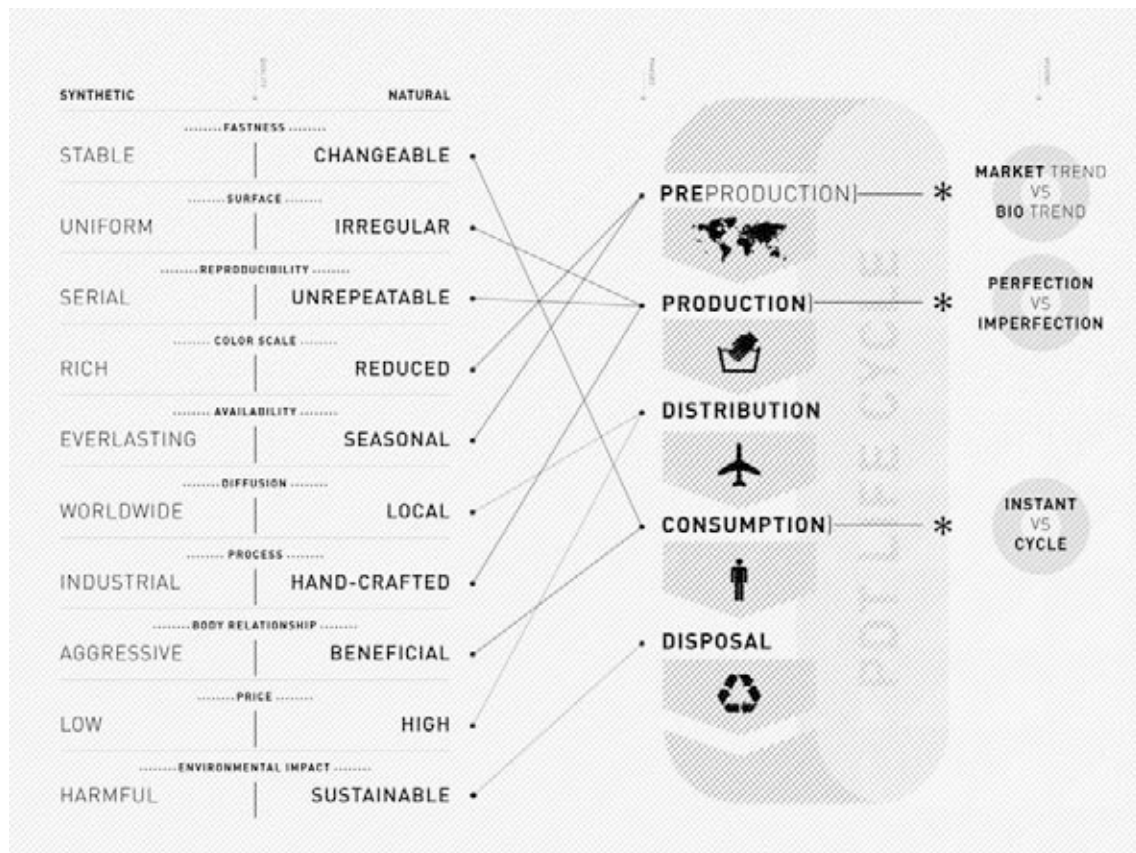 SYNTHETIC NATURAL
FASTNESS
STABLE CHANGEABLE
SURFACE
UNIFORM IRREGULAR
REPRODUCIBILITY
SERIAL UNREPEATABLE
COLOR SCALE
RICH REDUCED
AVAILABILITY
EVERLASTING SEASONAL
DIFFUSION
WORLDWIDE LOCAL
PROCESS
INDUSTRIAL HAND-CRAFTED
BODY RELATIONSHIP
AGGRESSIVE BENEFICIAL
PRICE
LOW HIGH
ENVIRONMENTAL IMPACT
HARMFUL SUSTAINABLE
PREPRODUCTION
PRODUCTION
DISTRIBUTION
CONSUMPTION
DISPOSAL
LIFE CYCLE
MARKET TREND
VS
BIO TREND
PERFECTION
VS
IMPERFECTION
INSTANT
VS
CYCLE